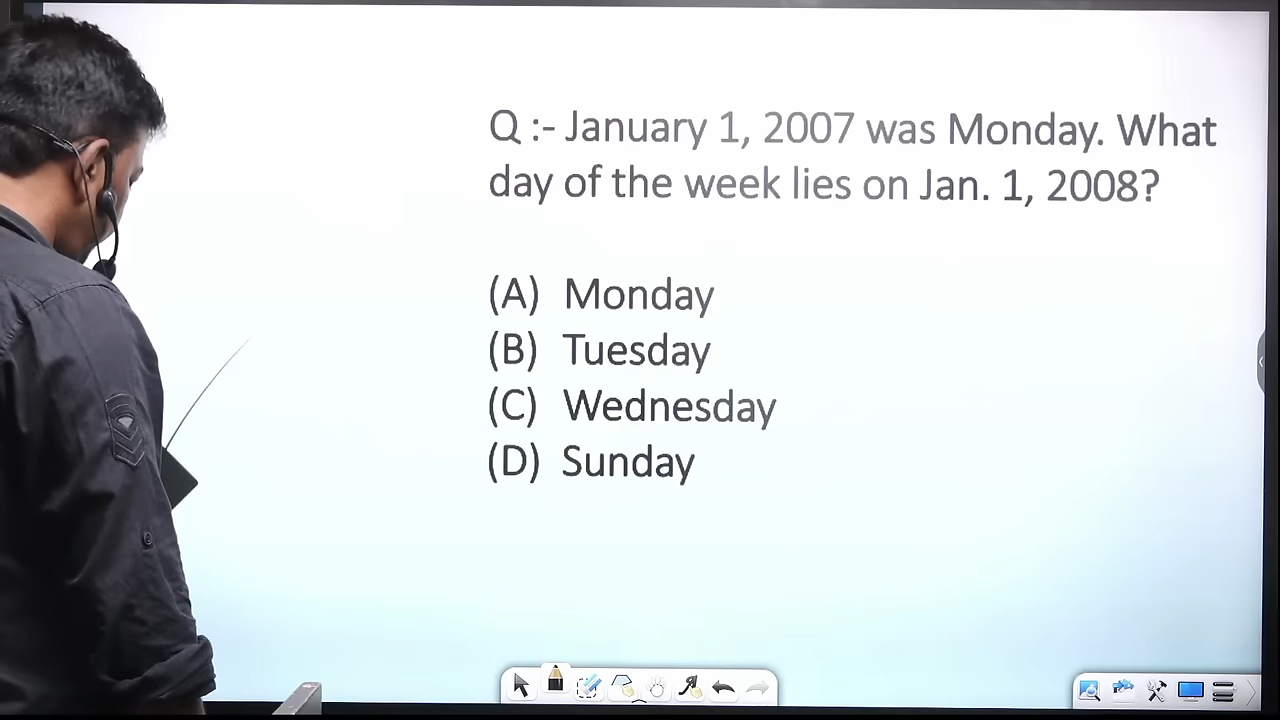 Q :- January 1, 2007 was Monday. What
day of the week lies on Jan. 1, 2008?
(A) Monday
(B) Tuesday
(C) Wednesday
(D) Sunday